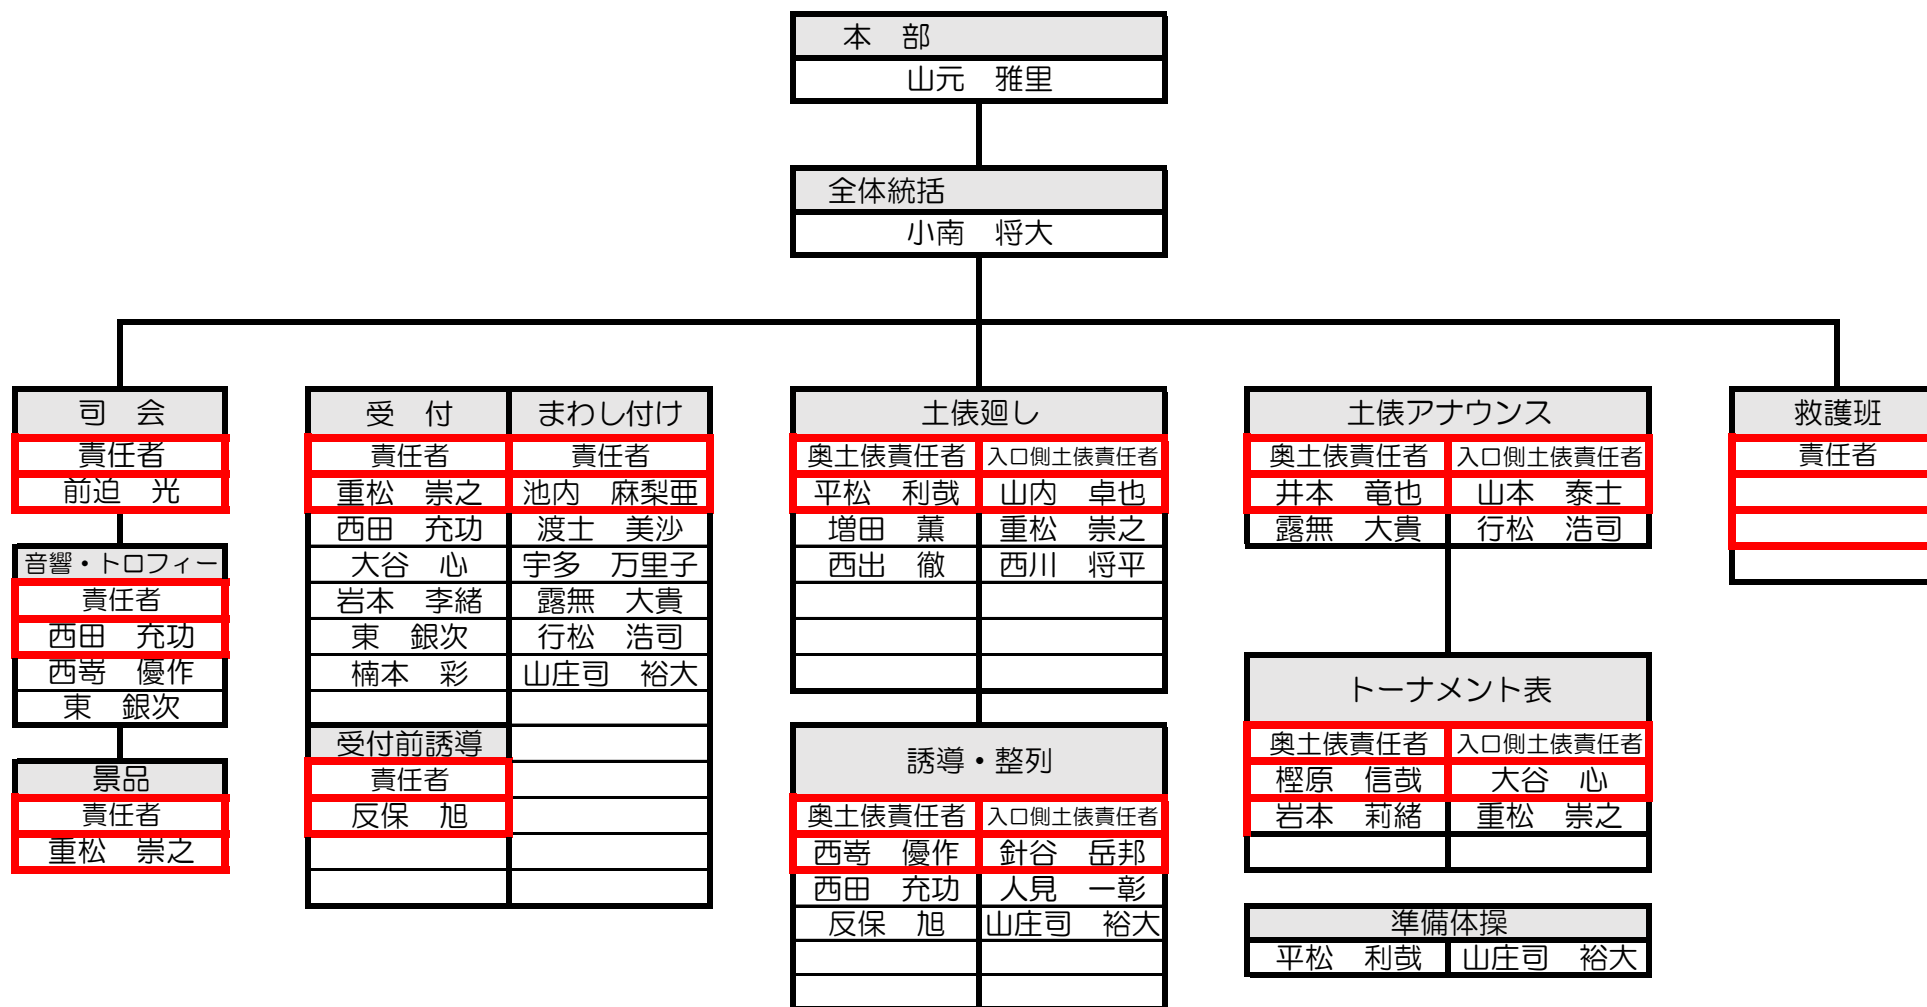 本　部
山元　雅里
全体統括
小南　将大
司　会
責任者
前迫　光
音響・トロフィー
責任者
西田　充功
西嵜　優作
東　銀次
景品
責任者
重松　崇之
受　付
責任者
重松　崇之
西田　充功
大谷　心
岩本　李緒
東　銀次
楠本　彩
受付前誘導
責任者
反保　旭
まわし付け
責任者
池内　麻梨亜
渡士　美沙
宇多　万里子
露無　大貴
行松　浩司
山庄司　裕大
土俵廻し
奥土俵責任者　入口側土俵責任者
平松　利哉　山内　卓也
増田　薫　重松　崇之
西出　徹　西川　将平
誘導・整列
奥土俵責任者　入口側土俵責任者
西嵜　優作　針谷　岳邦
西田　充功　人見　一彰
反保　旭　山庄司　裕大
土俵アナウンス
奥土俵責任者　入口側土俵責任者
井本　竜也　山本　泰士
露無　大貴　行松　浩司
トーナメント表
奥土俵責任者　入口側土俵責任者
樫原　信哉　大谷　心
岩本　莉緒　重松　崇之
準備体操
平松　利哉　山庄司　裕大
救護班
責任者